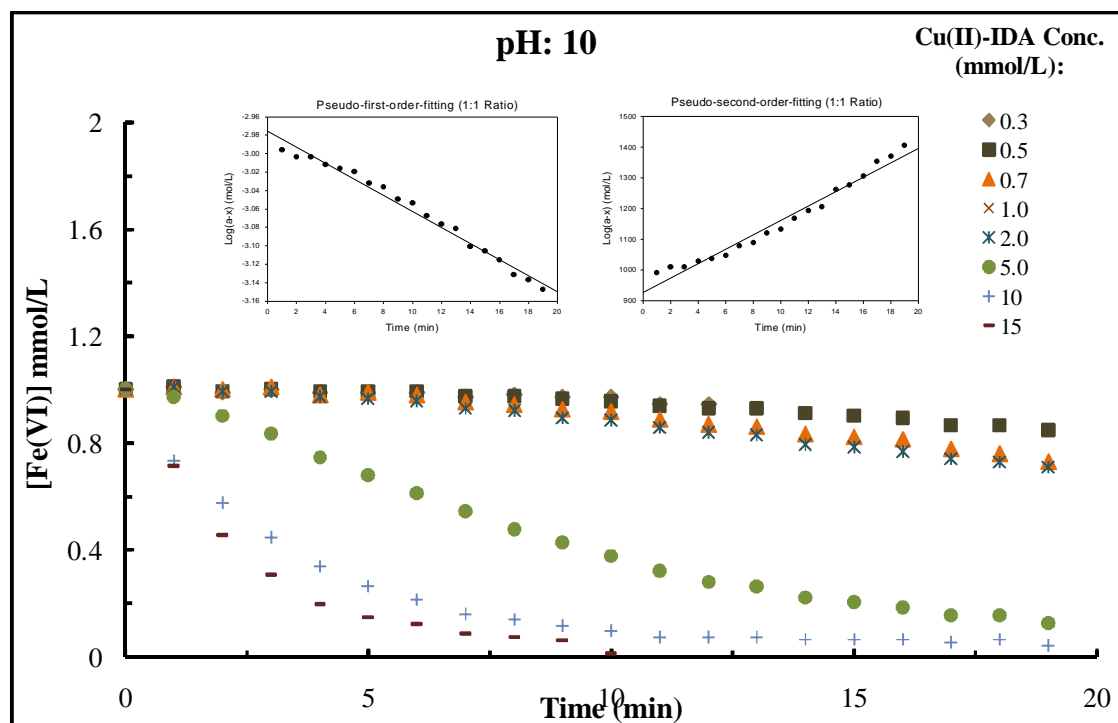 pH: 10
Cu(II)-IDA Conc.
(mmol/L):
0.3
0.5
0.7
1.0
2.0
5.0
10
15
Pseudo-first-order-fitting (1:1 Ratio)
Log(a-x) (mol/L)
-2.96
-2.98
-3.00
-3.02
-3.04
-3.06
-3.08
-3.10
-3.12
-3.14
-3.16
0 2 4 6 8 10 12 14 16 18 20
Time (min)
Pseudo-second-order-fitting (1:1 Ratio)
Log(a-x) (mol/L)
1500
1400
1300
1200
1100
1000
900
0 2 4 6 8 10 12 14 16 18 20
Time (min)
[Fe(VI)] mmol/L
2
1.6
1.2
0.8
0.4
0
0 5 10 15 20
Time (min)